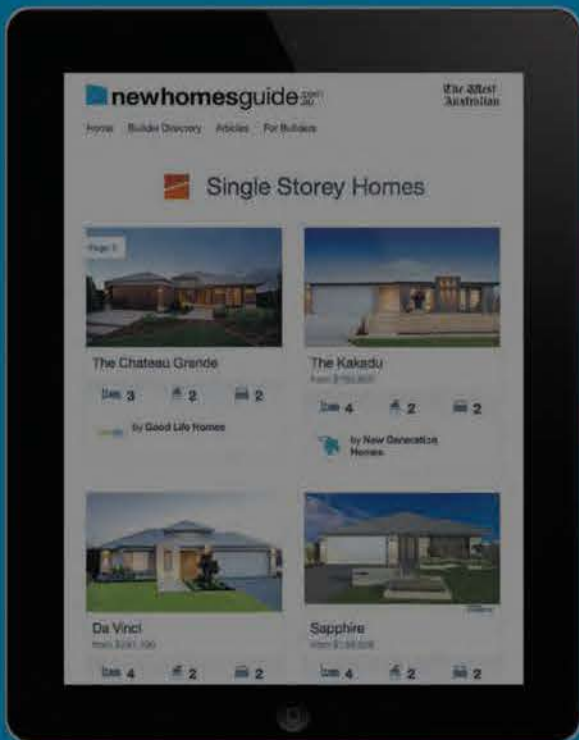 newhomesguide.com.au
The West
Australian
Home Builder Directory Articles For Builders
Single Storey Homes
The Chateau Grande
3 2 2
by Good Life Homes
The Kakadu
4 2 2
by New Generation
Homes
Da Vinci
4 2 2
Sapphire
4 2 2